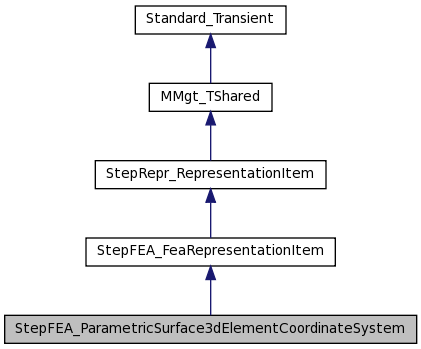 Standard_Transient
MMgt_TShared
StepRepr_RepresentationItem
StepFEA_FeaRepresentationItem
StepFEA_ParametricSurface3dElementCoordinateSystem